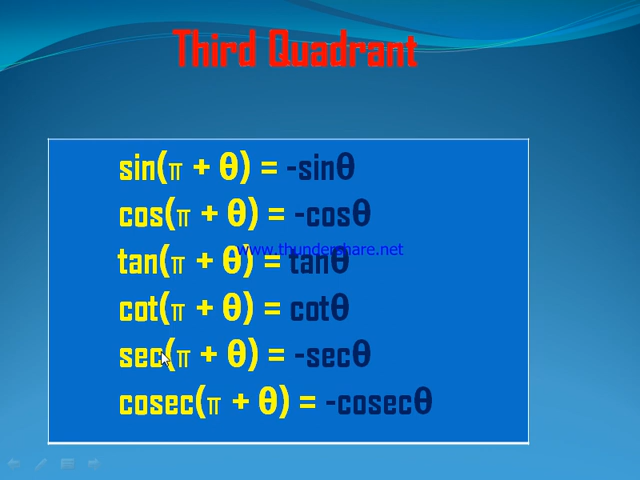 Third Quadrant
sin(π + θ) = -sinθ
cos(π + θ) = -cosθ
www.thundershare.net
tan(π + θ) = tanθ
cot(π + θ) = cotθ
sec(π + θ) = -secθ
cosec(π + θ) = -cosecθ